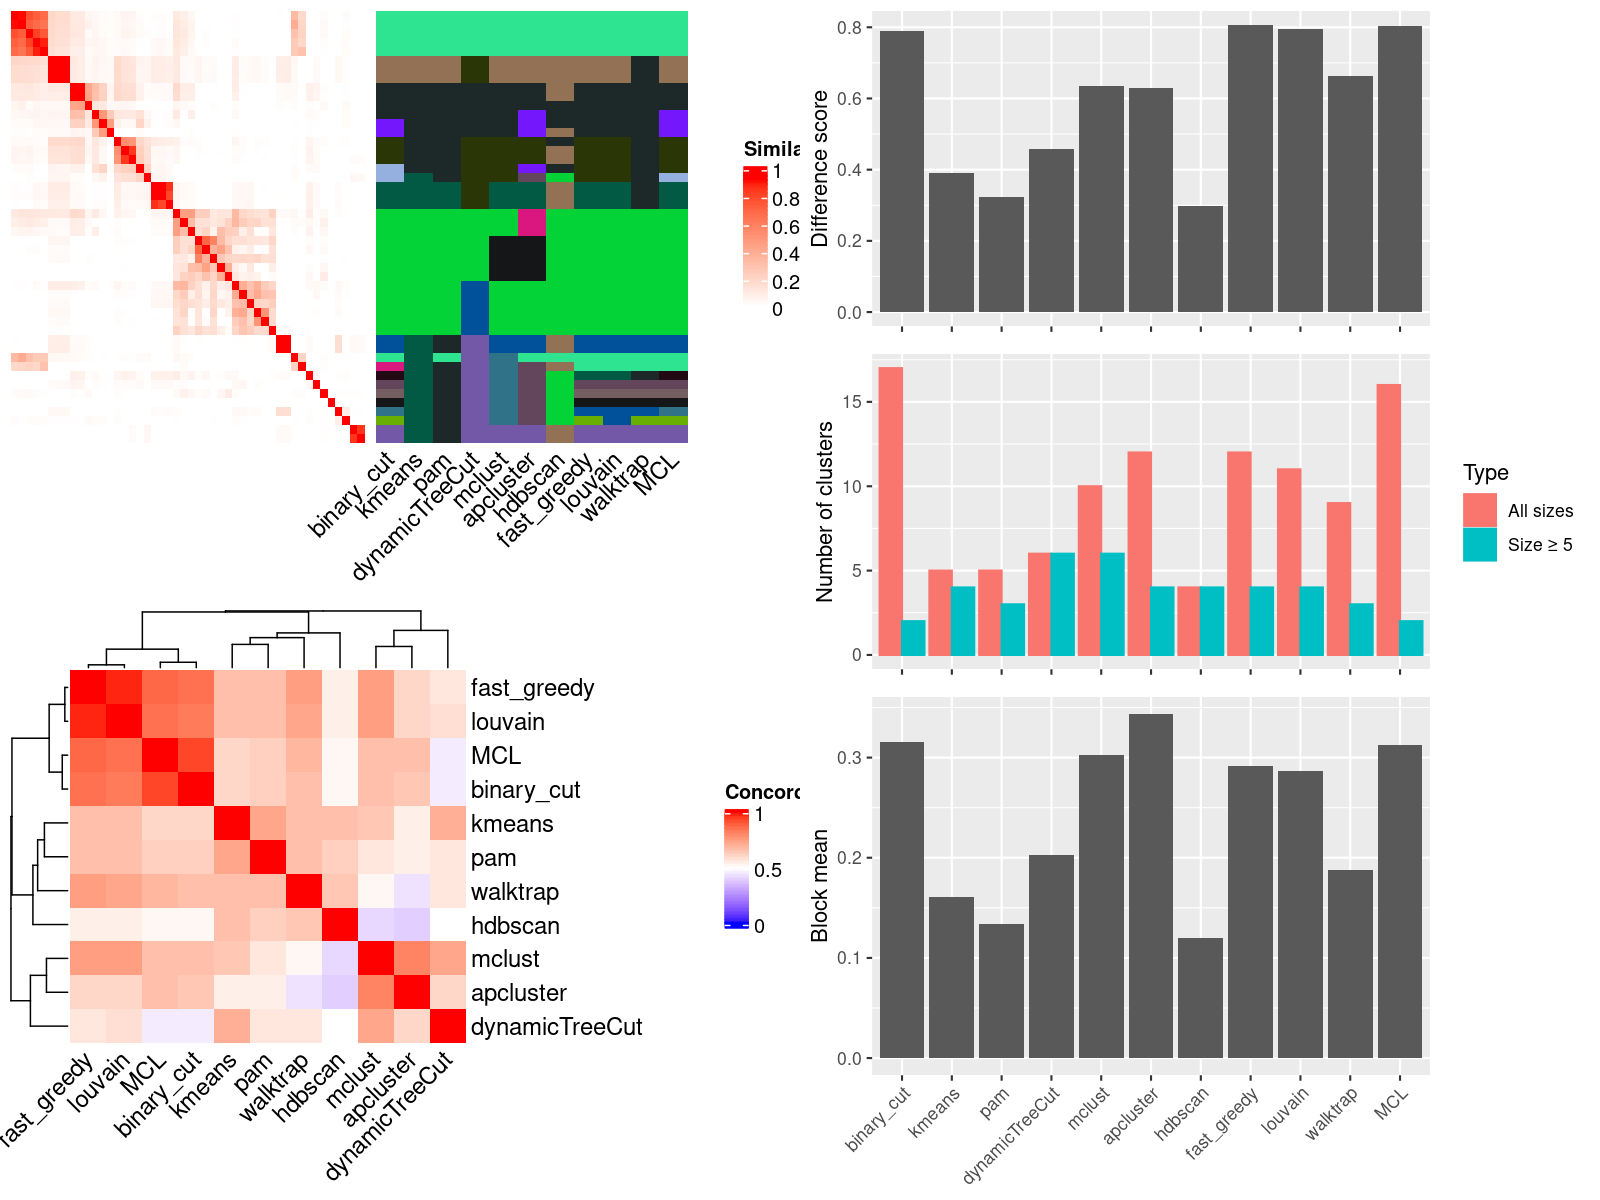 Simila
1
0.8
0.6
0.4
0.2
0
binary_cut
kmeans
pam
dynamicTreeCut
mclust
apcluster
hdbscan
fast_greedy
louvain
walktrap
MCL
fast_greedy
louvain
MCL
binary_cut
kmeans
pam
walktrap
hdbscan
mclust
apcluster
dynamicTreeCut
fast_greedy
louvain
MCL
binary_cut
kmeans
pam
walktrap
hdbscan
mclust
apcluster
dynamicTreeCut
Concord
1
0.5
0
Difference score
0.8
0.6
0.4
0.2
0.0
Number of clusters
15
10
5
0
Type
All sizes
Size ≥ 5
Block mean
0.3
0.2
0.1
0.0
binary_cut
kmeans
pam
dynamicTreeCut
mclust
apcluster
hdbscan
fast_greedy
louvain
walktrap
MCL